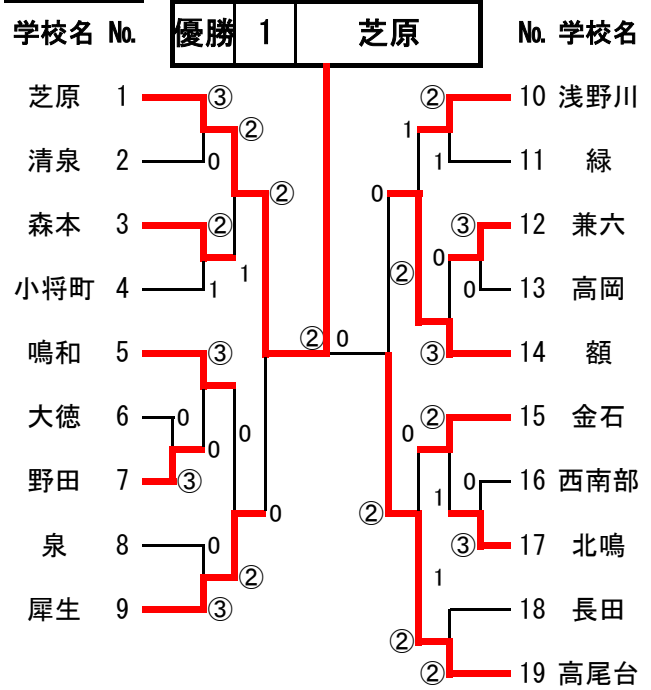 学校名 No. 優勝 1 芝原 No. 学校名
芝原 1 ③ ② 10 浅野川
② 1
清泉 2 0 1 11 緑
② 0
森本 3 ② ③ 12 兼六
1 ② 0
小将町 4 1 0 13 高岡
② 0
鳴和 5 ③ ③ 14 額
大徳 6 0 ② 15 金石
0 0
野田 7 ③ 0 1 0 16 西南部
0 ②
泉 8 0 ③ 17 北鳴
② 1
犀生 9 ③ 18 長田
②
② 19 高尾台